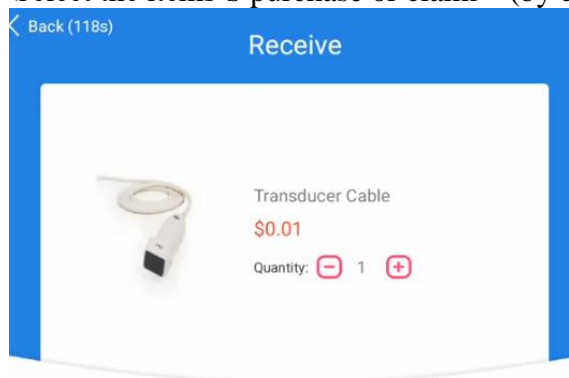 Back (118s)
Receive
Transducer Cable
$0.01
Quantity: 1